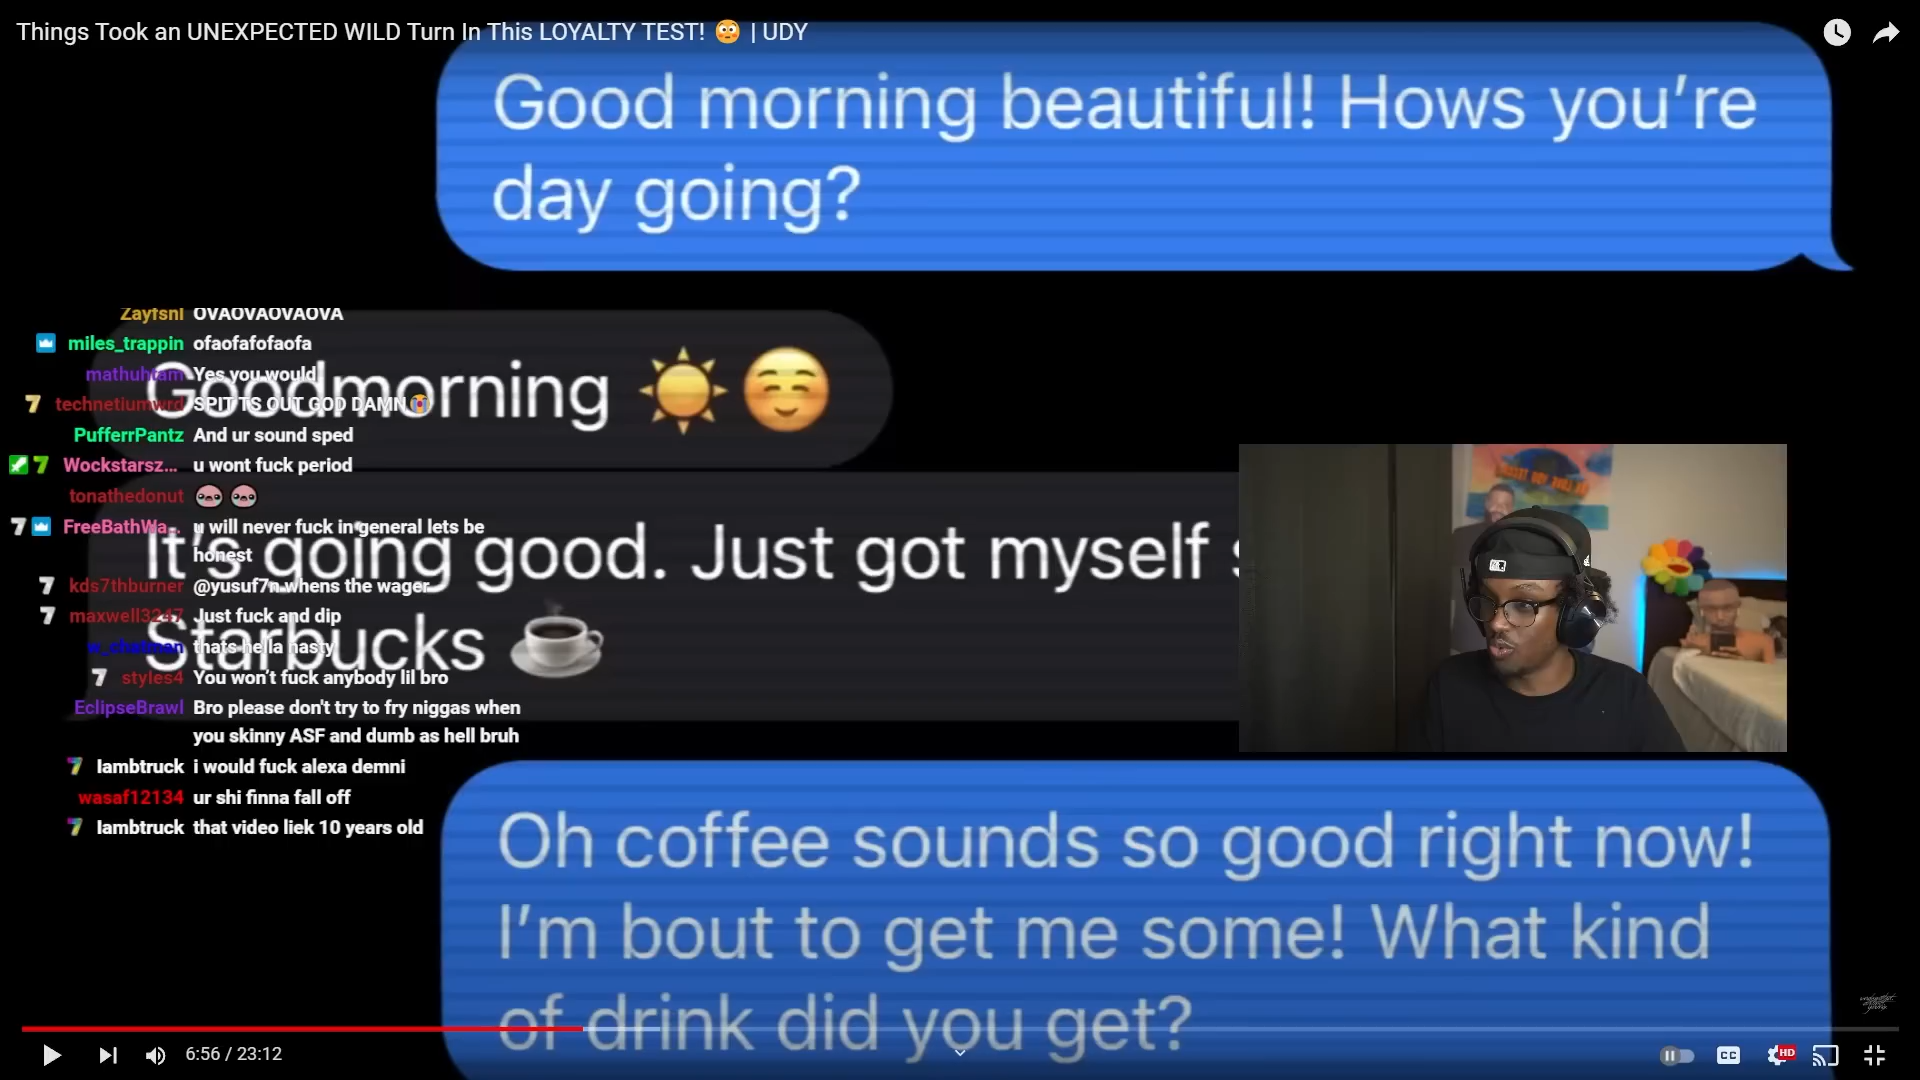 Things Took an UNEXPECTED WILD Turn In This LOYALTY TEST! 😳 | UDY
Good morning beautiful! Hows you’re
day going?
Zayfsnl OVAOVAOVAOVA
miles_trappin ofaofafofaofa
mathuhtam Yes you would
technetiumwrd SPIT TS OUT GOD DAMN😭
PufferrPantz And ur sound sped
Wockstarsz... u wont fuck period
tonathedonut
FreeBathWa... u will never fuck in general lets be
honest
kds7thburner @yusuf7n whens the wager
maxwell3247 Just fuck and dip
w_chatman thats hella nasty
styles4 You won’t fuck anybody lil bro
EclipseBrawl Bro please don't try to fry niggas when
you skinny ASF and dumb as hell bruh
lambtruck i would fuck alexa demni
wasaf12134 ur shi finna fall off
lambtruck that video liek 10 years old
Goodmorning ☀️ ☺️
It’s going good. Just got myself s
Starbucks ☕
Oh coffee sounds so good right now!
I’m bout to get me some! What kind
of drink did you get?
6:56 / 23:12
CC
HD